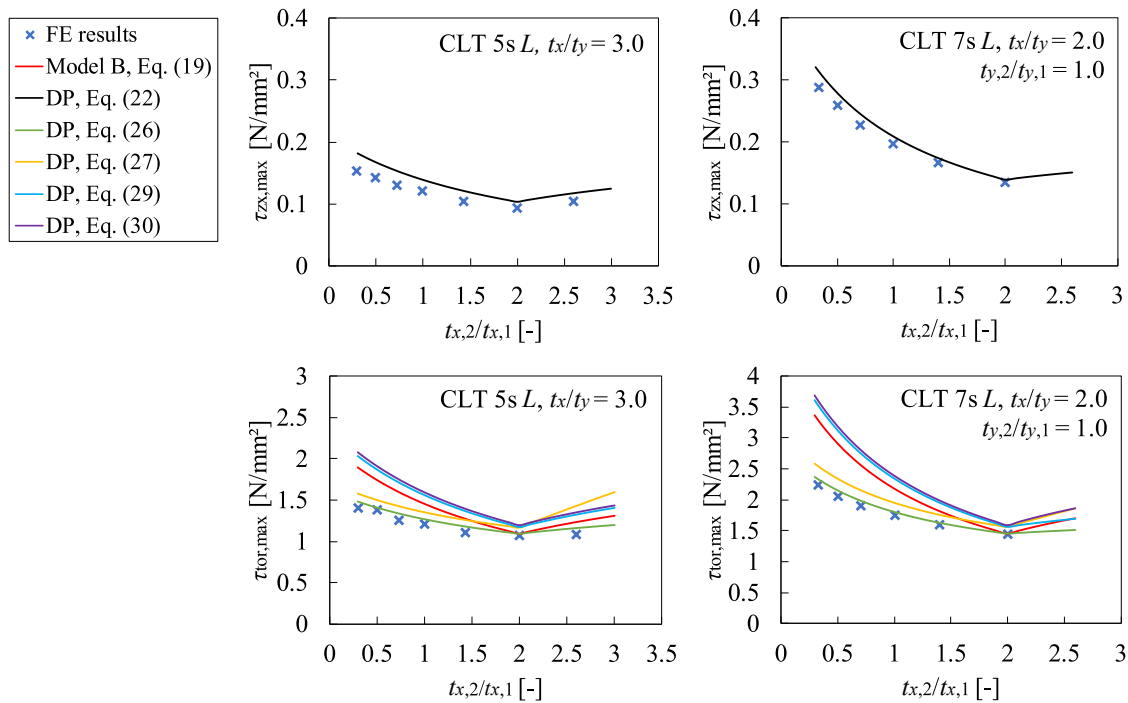 FE results
Model B, Eq. (19)
DP, Eq. (22)
DP, Eq. (26)
DP, Eq. (27)
DP, Eq. (29)
DP, Eq. (30)
CLT 5s L, tx/ty = 3.0
τzx,max [N/mm²]
0.4
0.3
0.2
0.1
0
0 0.5 1 1.5 2 2.5 3 3.5
tx,2/tx,1 [-]
CLT 7s L, tx/ty = 2.0
ty,2/ty,1 = 1.0
τzx,max [N/mm²]
0.4
0.3
0.2
0.1
0
0 0.5 1 1.5 2 2.5 3
tx,2/tx,1 [-]
CLT 5s L, tx/ty = 3.0
τtor,max [N/mm²]
3
2.5
2
1.5
1
0.5
0
0 0.5 1 1.5 2 2.5 3 3.5
tx,2/tx,1 [-]
CLT 7s L, tx/ty = 2.0
ty,2/ty,1 = 1.0
τtor,max [N/mm²]
4
3.5
3
2.5
2
1.5
1
0.5
0
0 0.5 1 1.5 2 2.5 3
tx,2/tx,1 [-]